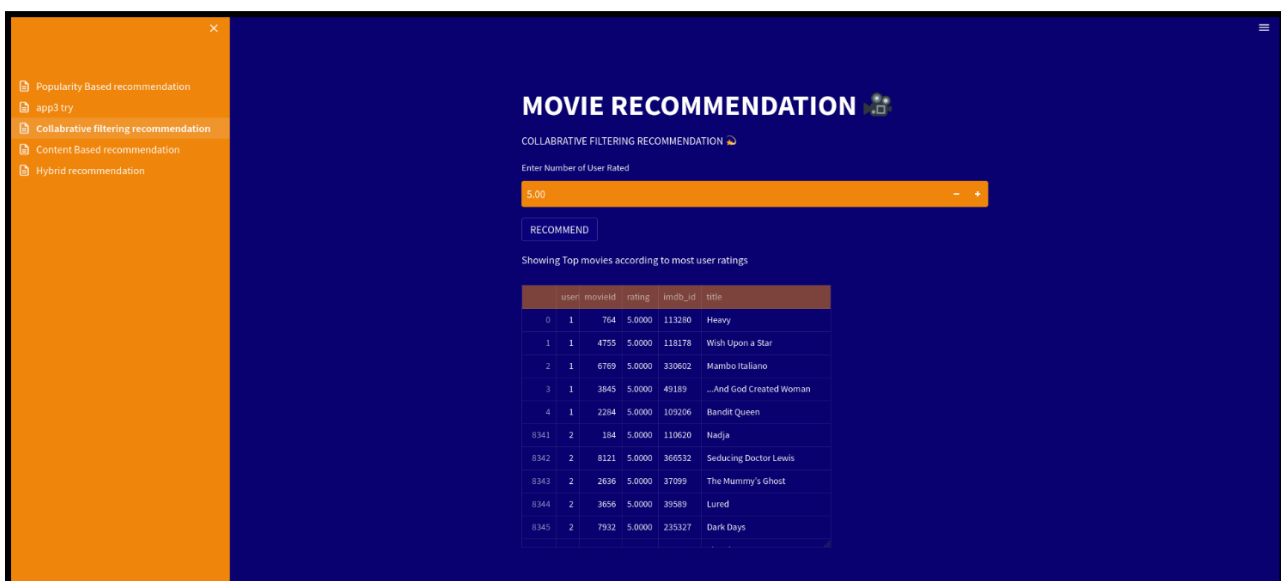 Popularity Based recommendation
app3 try
Collabrative filtering recommendation
Content Based recommendation
Hybrid recommendation
MOVIE RECOMMENDATION
COLLABRATIVE FILTERING RECOMMENDATION
Enter Number of User Rated
5.00 − +
RECOMMEND
Showing Top movies according to most user ratings
user movieId rating imdb_id title
0 1 764 5.0000 113280 Heavy
1 1 4755 5.0000 118178 Wish Upon a Star
2 1 6769 5.0000 330602 Mambo Italiano
3 1 3845 5.0000 49189 ...And God Created Woman
4 1 2284 5.0000 109206 Bandit Queen
8341 2 184 5.0000 110620 Nadja
8342 2 8121 5.0000 366532 Seducing Doctor Lewis
8343 2 2636 5.0000 37099 The Mummy's Ghost
8344 2 3656 5.0000 39589 Lured
8345 2 7932 5.0000 235327 Dark Days